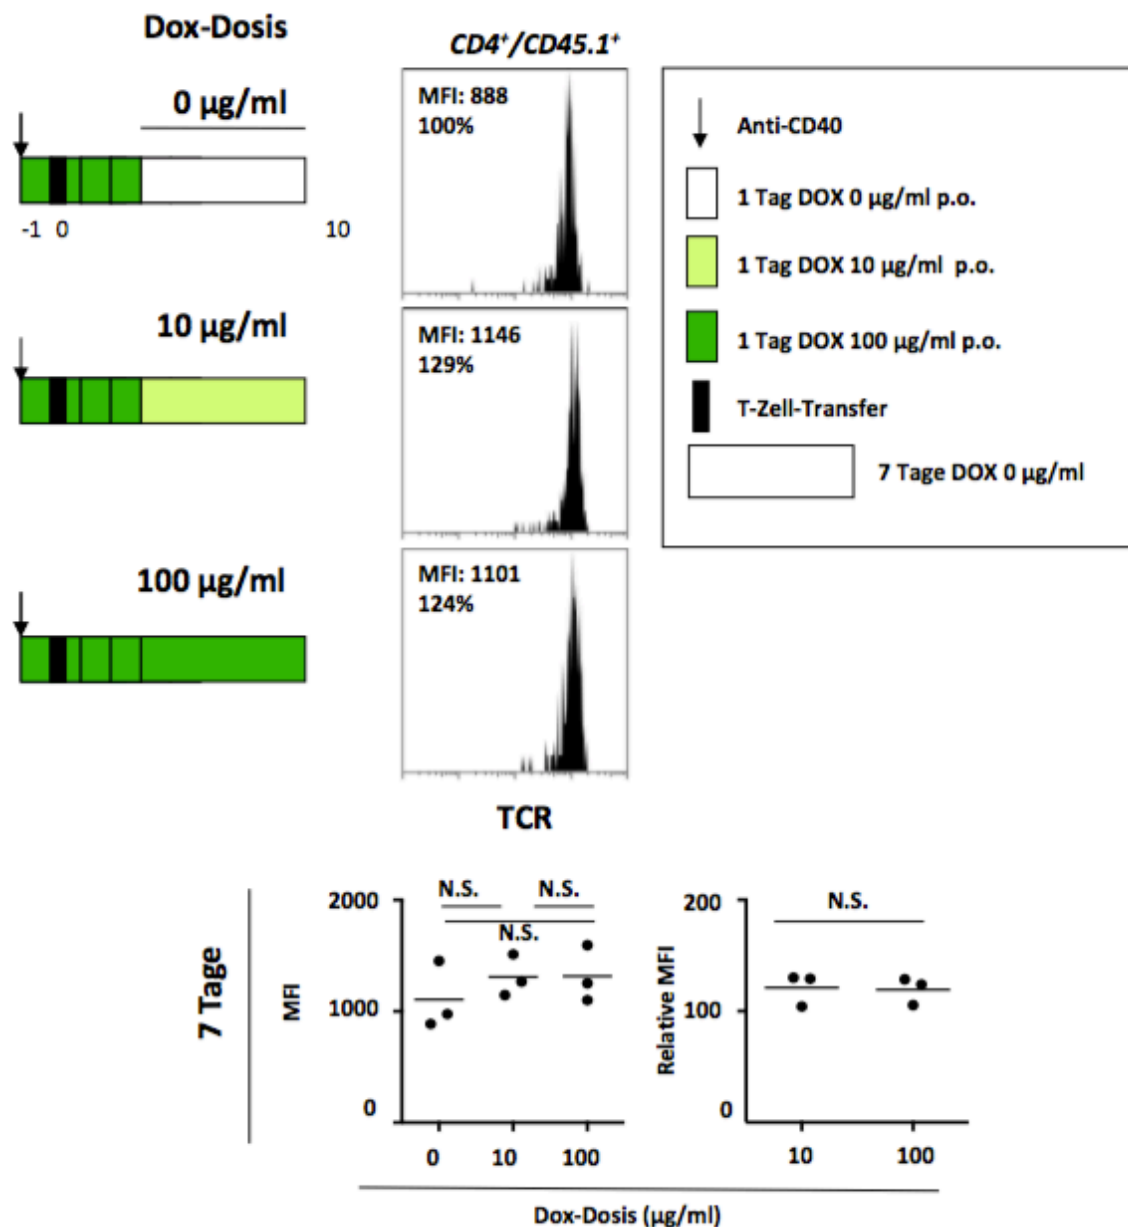 Dox-Dosis
CD4⁺/CD45.1⁺
0 µg/ml
-1 0 10
MFI: 888
100%
10 µg/ml
MFI: 1146
129%
100 µg/ml
MFI: 1101
124%
TCR
Anti-CD40
1 Tag DOX 0 µg/ml p.o.
1 Tag DOX 10 µg/ml p.o.
1 Tag DOX 100 µg/ml p.o.
T-Zell-Transfer
7 Tage DOX 0 µg/ml
7 Tage
MFI
2000
1000
0
N.S. N.S.
N.S.
0 10 100
Relative MFI
200
100
0
N.S.
10 100
Dox-Dosis (µg/ml)